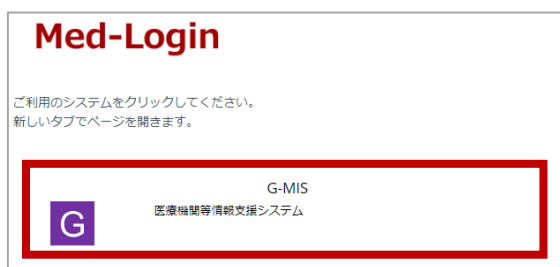 Med-Login
ご利用のシステムをクリックしてください。
新しいタブでページを開きます。
G-MIS
G
医療機関等情報支援システム